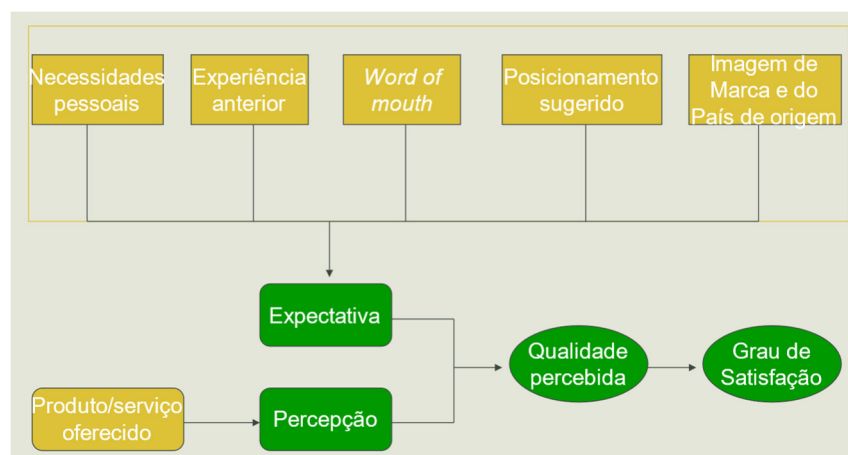 Necessidades
pessoais
Experiência
anterior
Word of
mouth
Posicionamento
sugerido
Imagem de
Marca e do
País de origem
Expectativa
Qualidade
percebida
Grau de
Satisfação
Produto/serviço
oferecido
Percepção